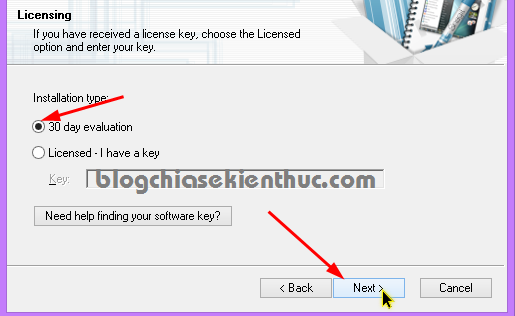 Licensing
If you have received a license key, choose the Licensed
option and enter your key.
Installation type:
30 day evaluation
Licensed - I have a key
Key: blogchiasekienthuc.com
Need help finding your software key?
< Back Next > Cancel